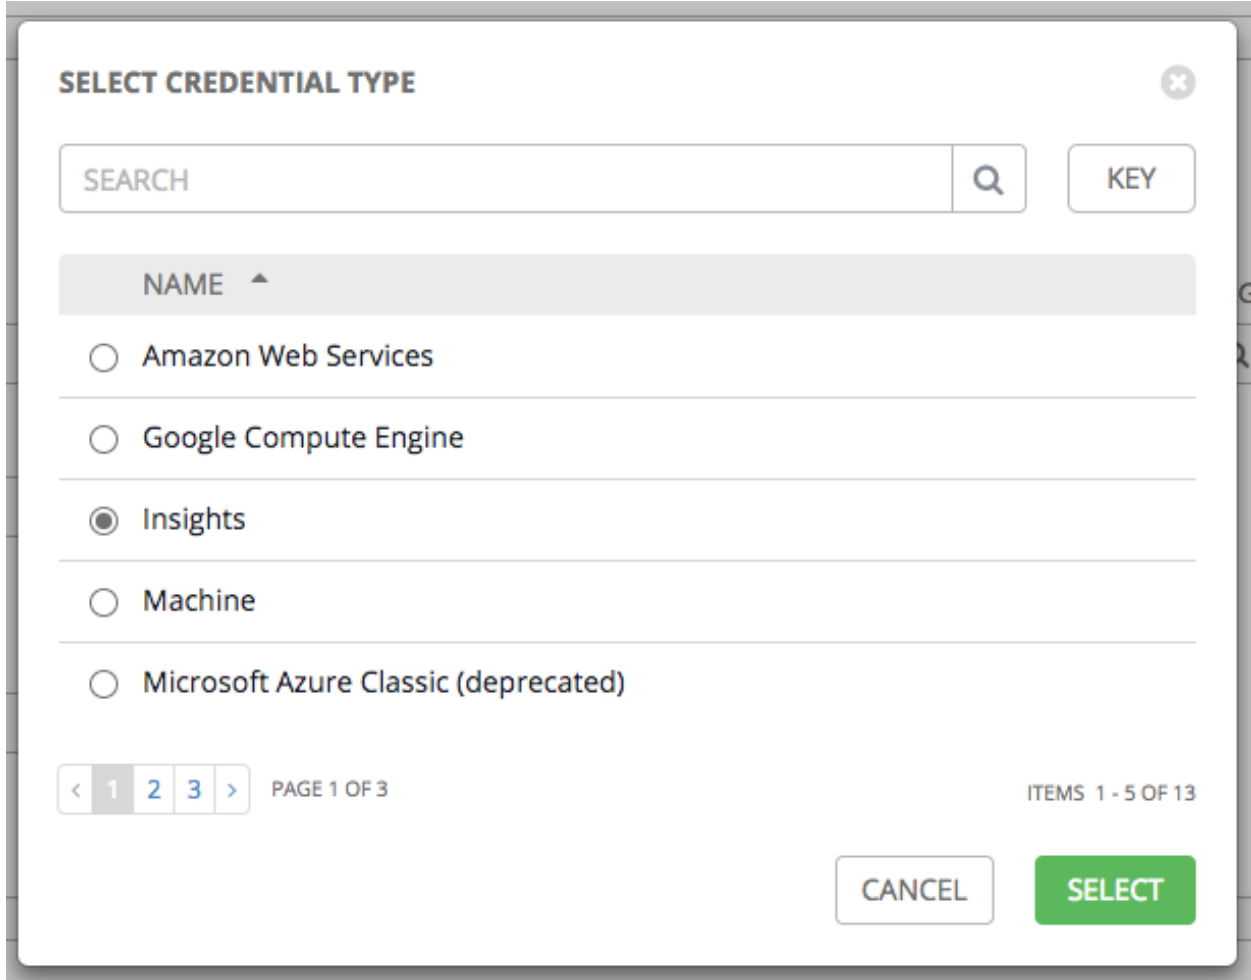 SELECT CREDENTIAL TYPE
SEARCH
KEY
NAME
Amazon Web Services
Google Compute Engine
Insights
Machine
Microsoft Azure Classic (deprecated)
< 1 2 3 > PAGE 1 OF 3
ITEMS 1 - 5 OF 13
CANCEL
SELECT